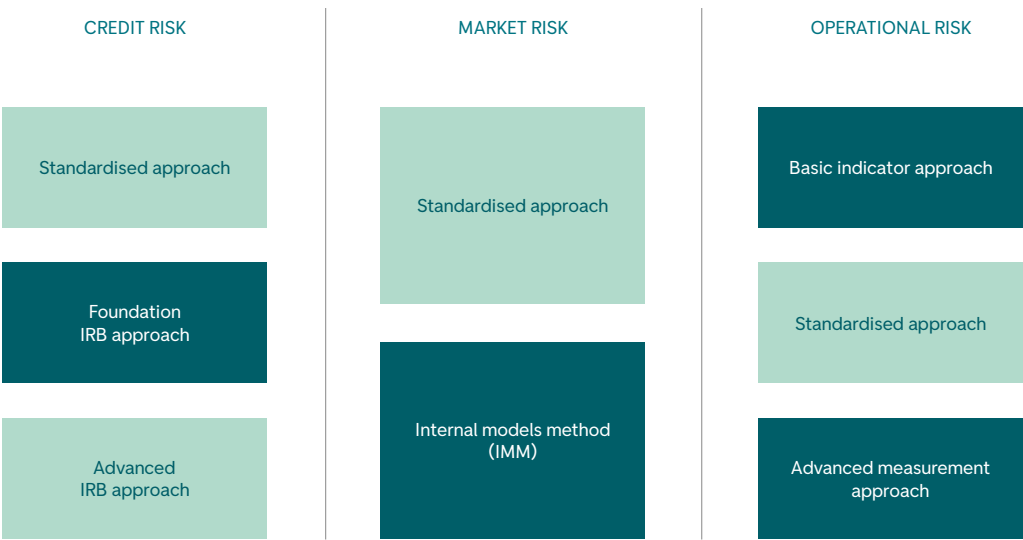 CREDIT RISK
MARKET RISK
OPERATIONAL RISK
Standardised approach
Foundation
IRB approach
Advanced
IRB approach
Standardised approach
Internal models method
(IMM)
Basic indicator approach
Standardised approach
Advanced measurement
approach